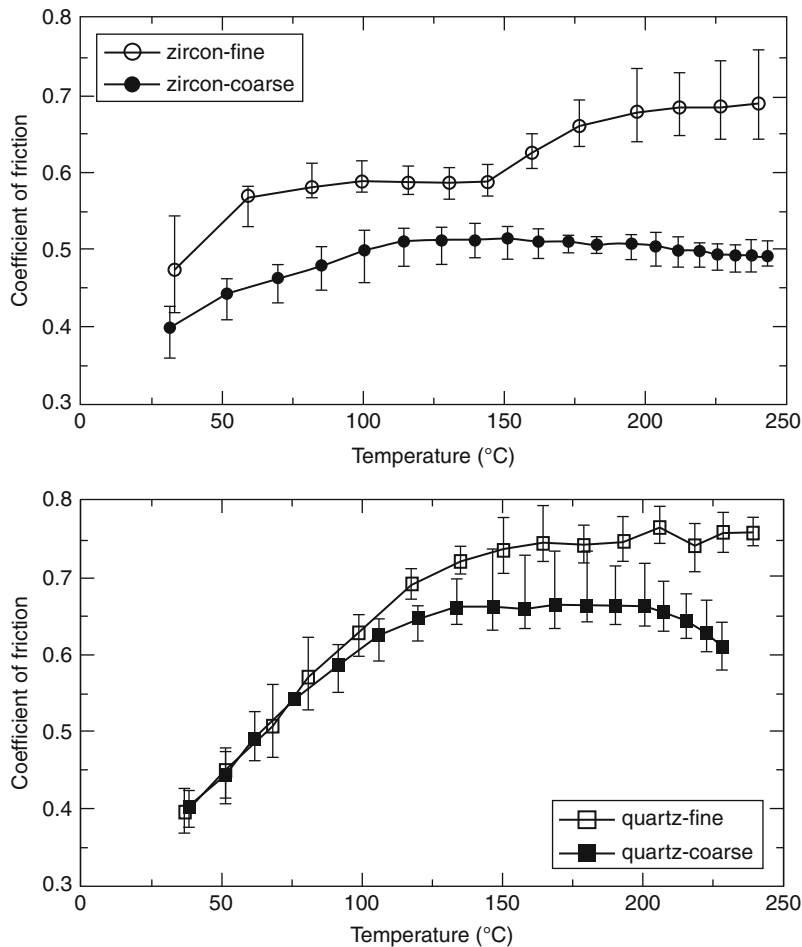 0.8
zircon-fine
zircon-coarse
0.7
0.6
0.5
0.4
0.3
Coefficient of friction
0 50 100 150 200 250
Temperature (°C)
0.8
0.7
0.6
0.5
0.4
0.3
Coefficient of friction
quartz-fine
quartz-coarse
0 50 100 150 200 250
Temperature (°C)